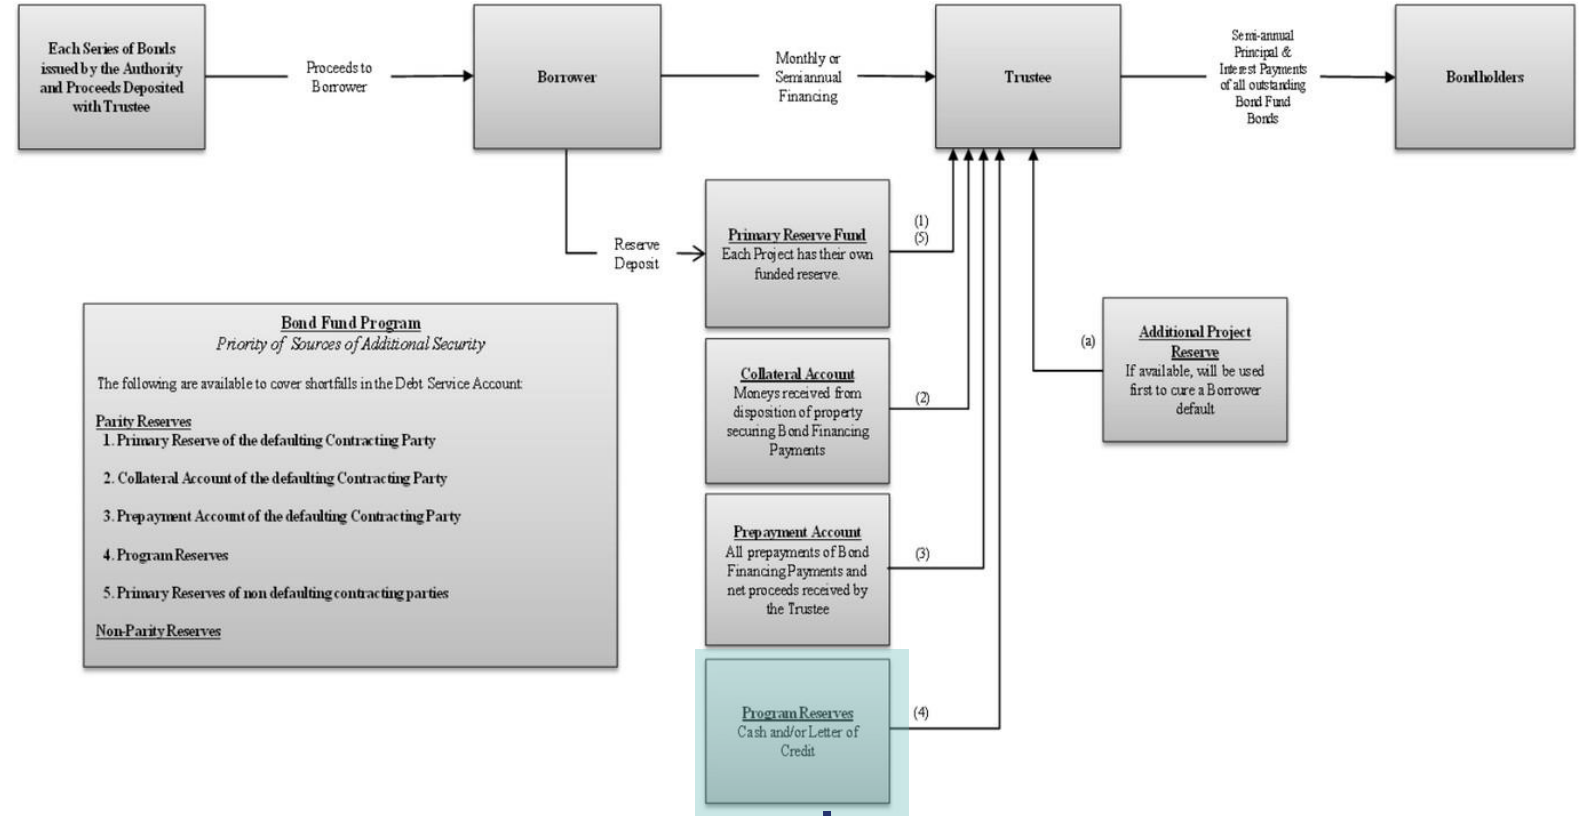 Each Series of Bonds
issued by the Authority
and Proceeds Deposited
with Trustee
Proceeds to
Borrower
Borrower
Monthly or
Semiannual
Financing
Trustee
Semi-annual
Principal &
Interest Payments
of all outstanding
Bond Fund
Bonds
Bondholders
Reserve
Deposit
Primary Reserve Fund
Each Project has their own
funded reserve.
(1)
(5)
Collateral Account
Moneys received from
disposition of property
securing Bond Financing
Payments
(2)
Prepayment Account
All prepayments of Bond
Financing Payments and
net proceeds received by
the Trustee
(3)
Program Reserves
Cash and/or Letter of
Credit
(4)
(a)
Additional Project
Reserve
If available, will be used
first to cure a Borrower
default
Bond Fund Program
Priority of Sources of Additional Security
The following are available to cover shortfalls in the Debt Service Account:
Parity Reserves
1. Primary Reserve of the defaulting Contracting Party
2. Collateral Account of the defaulting Contracting Party
3. Prepayment Account of the defaulting Contracting Party
4. Program Reserves
5. Primary Reserves of non defaulting contracting parties
Non-Parity Reserves